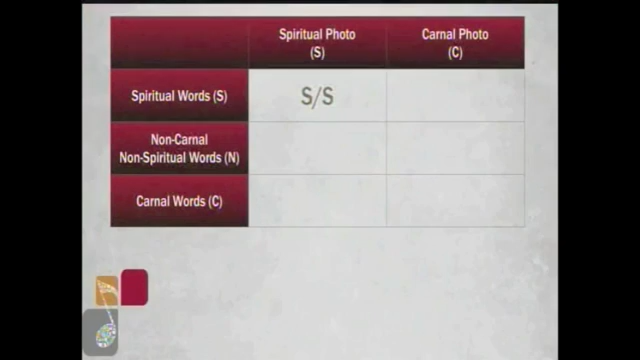 Spiritual Photo
(S)
Carnal Photo
(C)
Spiritual Words (S)
S/S
Non-Carnal
Non-Spiritual Words (N)
Carnal Words (C)